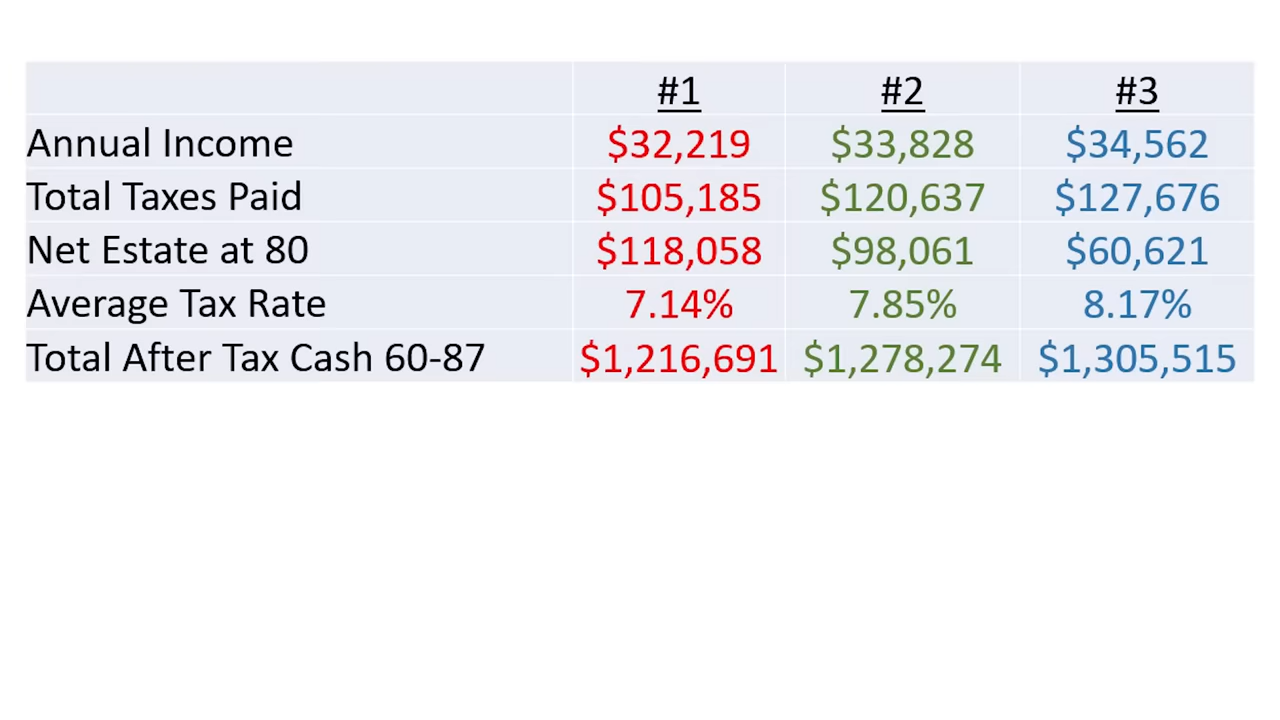 #1 #2 #3
Annual Income $32,219 $33,828 $34,562
Total Taxes Paid $105,185 $120,637 $127,676
Net Estate at 80 $118,058 $98,061 $60,621
Average Tax Rate 7.14% 7.85% 8.17%
Total After Tax Cash 60-87 $1,216,691 $1,278,274 $1,305,515